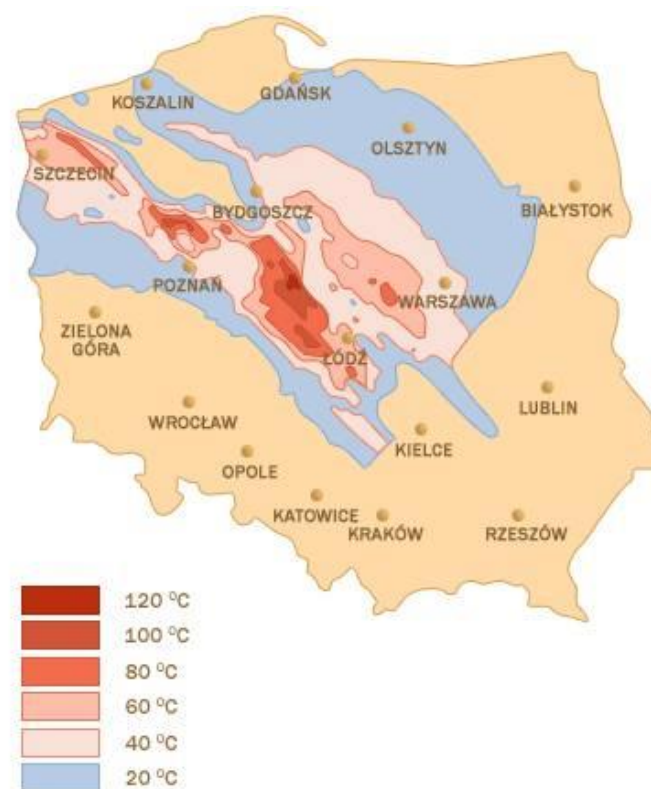 GDAŃSK
KOSZALIN
OLSZTYN
SZCZECIN
BIAŁYSTOK
BYDGOSZCZ
POZNAŃ
WARSZAWA
ZIELONA
GÓRA
ŁÓDŹ
LUBLIN
WROCŁAW
KIELCE
OPOLE
KATOWICE
KRAKÓW
RZESZÓW
120 °C
100 °C
80 °C
60 °C
40 °C
20 °C